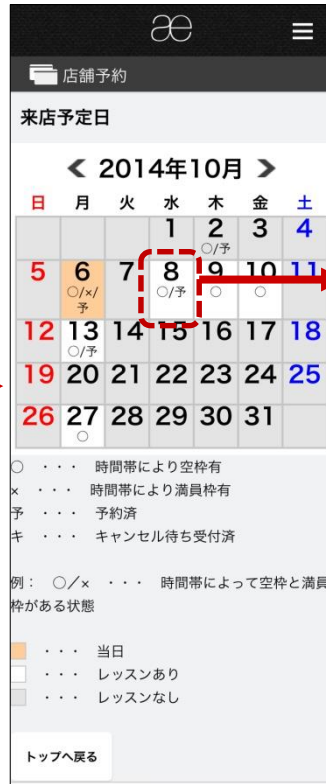 æ
店舗予約
来店予定日
2014年10月
日 月 火 水 木 金 土
1 2 3 4
○/予
5 6 7 8 9 10 11
○/×/予 ○/予 ○ ○
12 13 14 15 16 17 18
○/予
19 20 21 22 23 24 25
26 27 28 29 30 31
○
○ ・・・ 時間帯により空枠有
× ・・・ 時間帯により満員枠有
予 ・・・ 予約済
キ ・・・ キャンセル待ち受付済
例： ○／× ・・・ 時間帯によって空枠と満員
枠がある状態
・・・ 当日
・・・ レッスンあり
・・・ レッスンなし
トップへ戻る